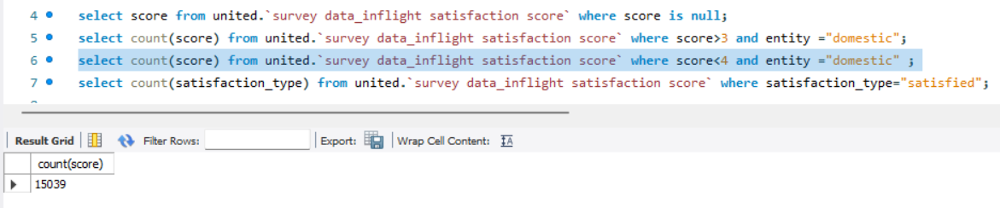 4 select score from united.`survey data_inflight satisfaction score` where score is null;
5 select count(score) from united.`survey data_inflight satisfaction score` where score>3 and entity ="domestic";
6 select count(score) from united.`survey data_inflight satisfaction score` where score<4 and entity ="domestic" ;
7 select count(satisfaction_type) from united.`survey data_inflight satisfaction score` where satisfaction_type="satisfied";
Result Grid Filter Rows: Export: Wrap Cell Content: IA
count(score)
15039